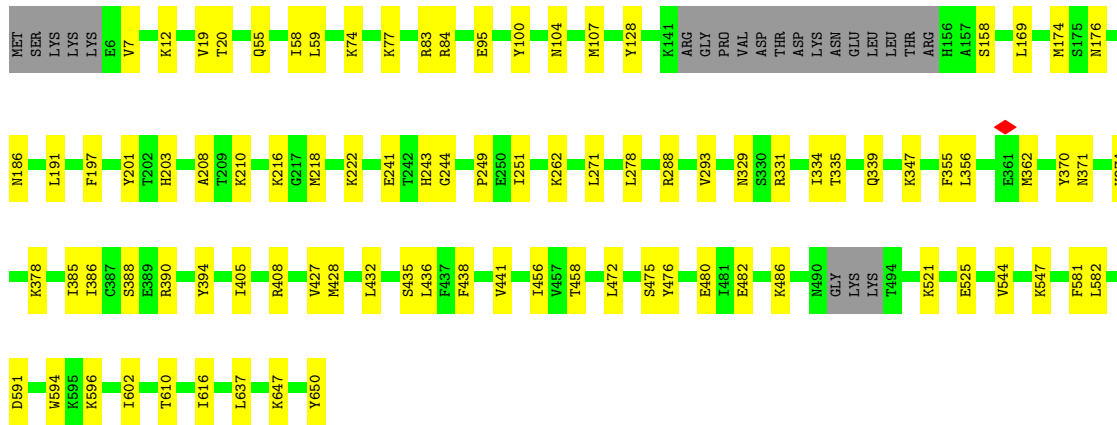 MET SER LYS LYS LYS E6 V7 K12 V19 T20 Q55 I58 L59 K74 K77 R83 R84 E95 Y100 N104 M107 Y128 K141 ARG GLY PRO VAL ASP THR ASP LYS ASN GLU LEU LEU THR ARG H156 A157 S158 L169 M174 S175 N176
N186 L191 F197 Y201 T202 H203 A208 T209 K210 K216 G217 M218 K222 E241 T242 H243 G244 P249 E250 I251 K262 L271 L278 R288 V293 N329 S330 R331 I334 T335 Q339 K347 F355 L356 E361 M362 Y370 N371
K378 I385 I386 C387 S388 E389 R390 Y394 I405 R408 V427 M428 L432 S435 L436 F437 F438 V441 I456 V457 T458 L472 S475 Y476 E480 I481 E482 K486 N490 GLY LYS LYS T494 K521 E525 V544 K547 F581 L582
D591 W594 K595 K596 I602 T610 I616 L637 K647 Y650